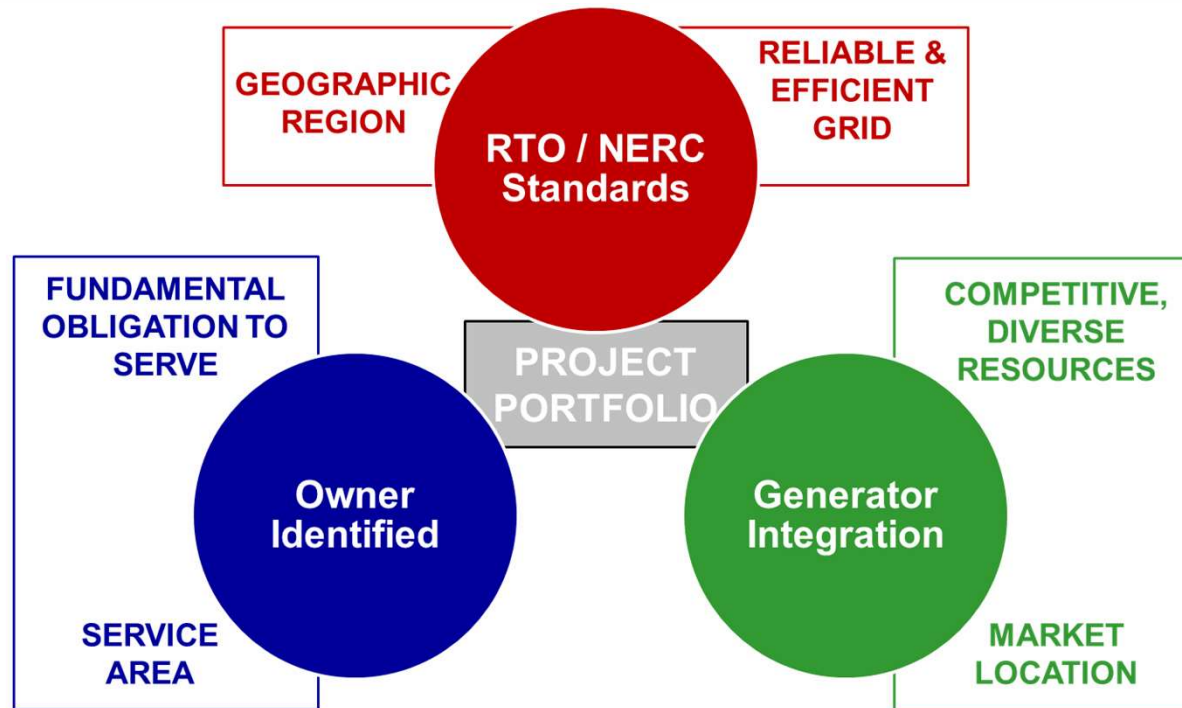 GEOGRAPHIC
REGION
RTO / NERC
Standards
RELIABLE &
EFFICIENT
GRID
FUNDAMENTAL
OBLIGATION TO
SERVE
Owner
Identified
SERVICE
AREA
PROJECT
PORTFOLIO
COMPETITIVE,
DIVERSE
RESOURCES
Generator
Integration
MARKET
LOCATION